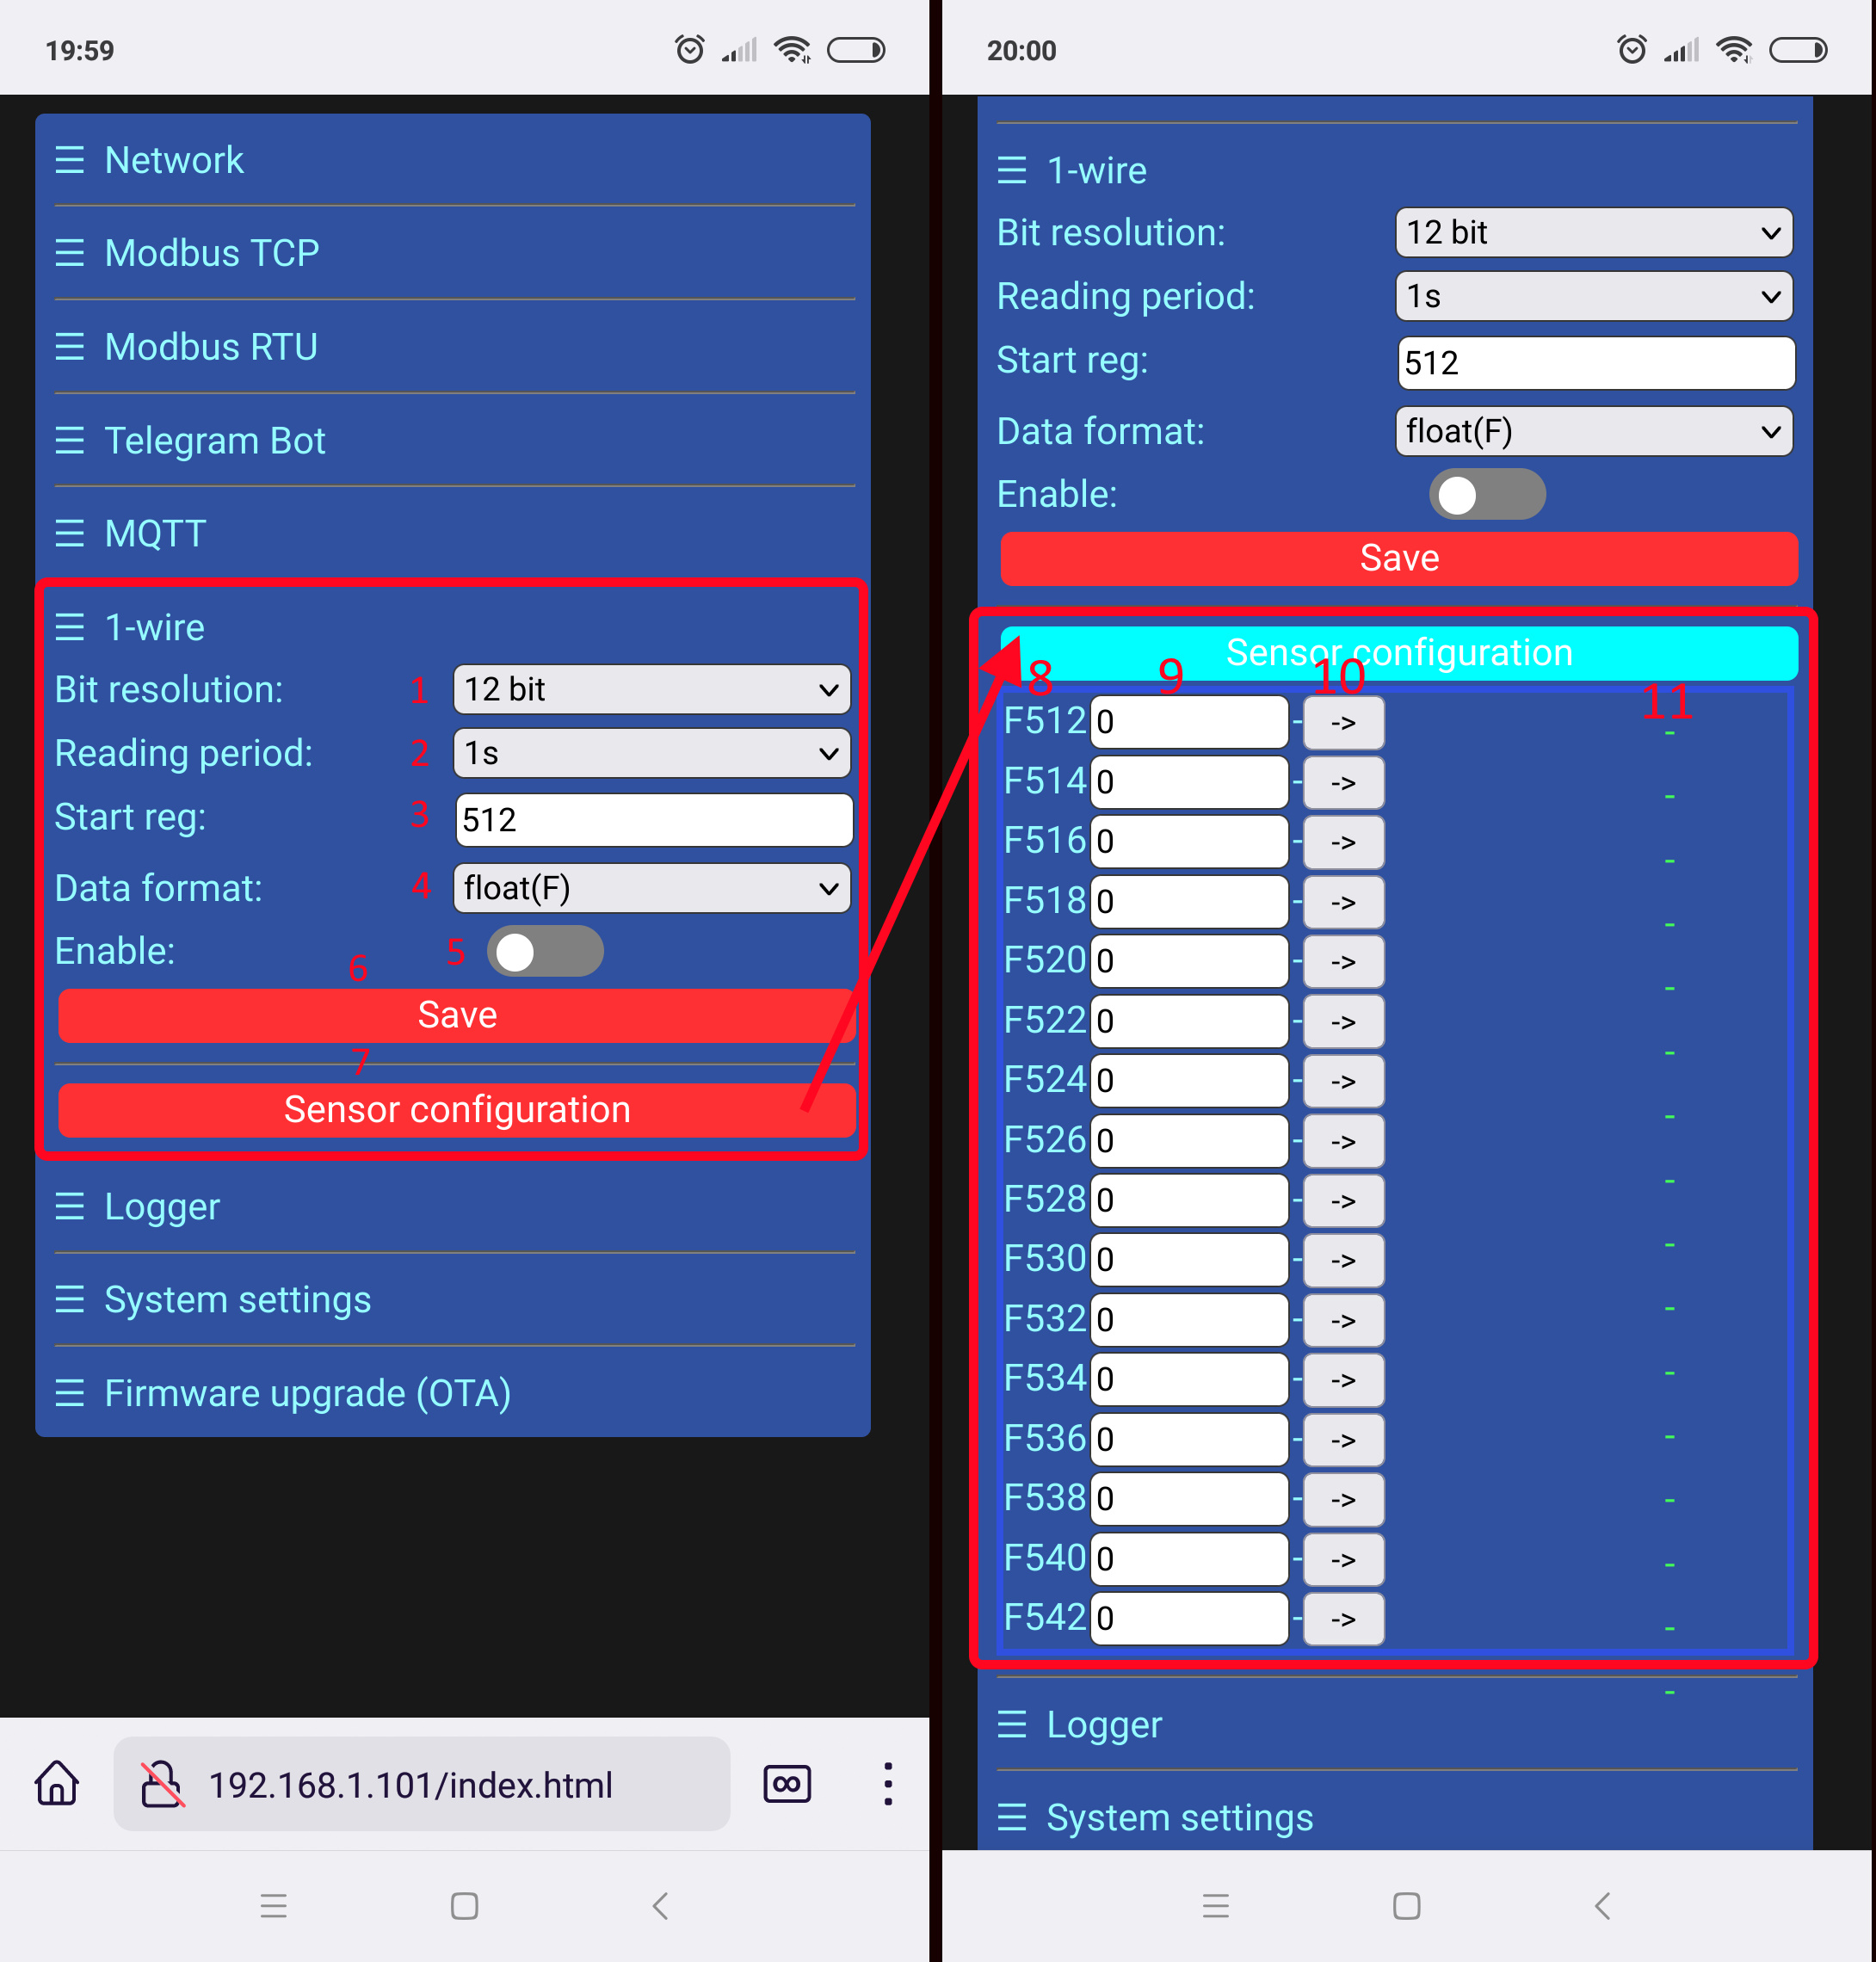 19:59
☰ Network
☰ Modbus TCP
☰ Modbus RTU
☰ Telegram Bot
☰ MQTT
☰ 1-wire
Bit resolution: 1 12 bit
Reading period: 2 1s
Start reg: 3 512
Data format: 4 float(F)
Enable: 5
6
Save
7
Sensor configuration
☰ Logger
☰ System settings
☰ Firmware upgrade (OTA)
192.168.1.101/index.html
20:00
☰ 1-wire
Bit resolution: 12 bit
Reading period: 1s
Start reg: 512
Data format: float(F)
Enable:
Save
Sensor configuration
8 9 10 11
F512 0 - -> -
F514 0 - -> -
F516 0 - -> -
F518 0 - -> -
F520 0 - -> -
F522 0 - -> -
F524 0 - -> -
F526 0 - -> -
F528 0 - -> -
F530 0 - -> -
F532 0 - -> -
F534 0 - -> -
F536 0 - -> -
F538 0 - -> -
F540 0 - -> -
F542 0 - -> -
☰ Logger
☰ System settings